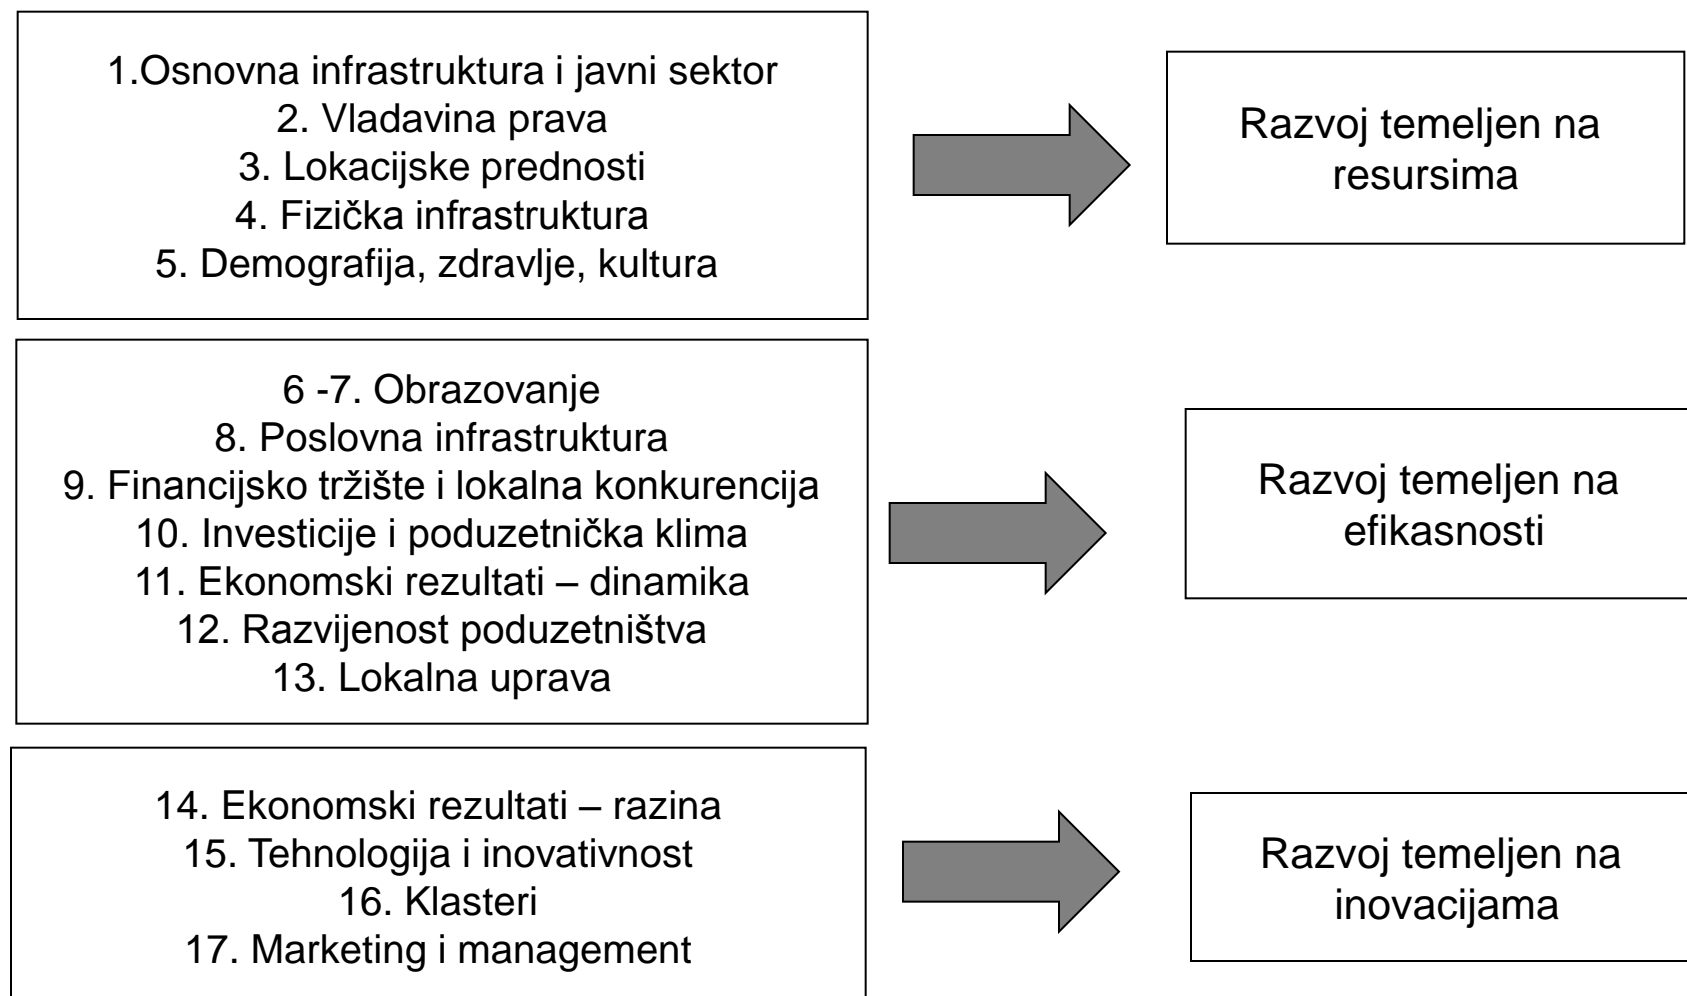 1.Osnovna infrastruktura i javni sektor
2. Vladavina prava
3. Lokacijske prednosti
4. Fizička infrastruktura
5. Demografija, zdravlje, kultura
Razvoj temeljen na
resursima
6 -7. Obrazovanje
8. Poslovna infrastruktura
9. Financijsko tržište i lokalna konkurencija
10. Investicije i poduzetnička klima
11. Ekonomski rezultati – dinamika
12. Razvijenost poduzetništva
13. Lokalna uprava
Razvoj temeljen na
efikasnosti
14. Ekonomski rezultati – razina
15. Tehnologija i inovativnost
16. Klasteri
17. Marketing i management
Razvoj temeljen na
inovacijama